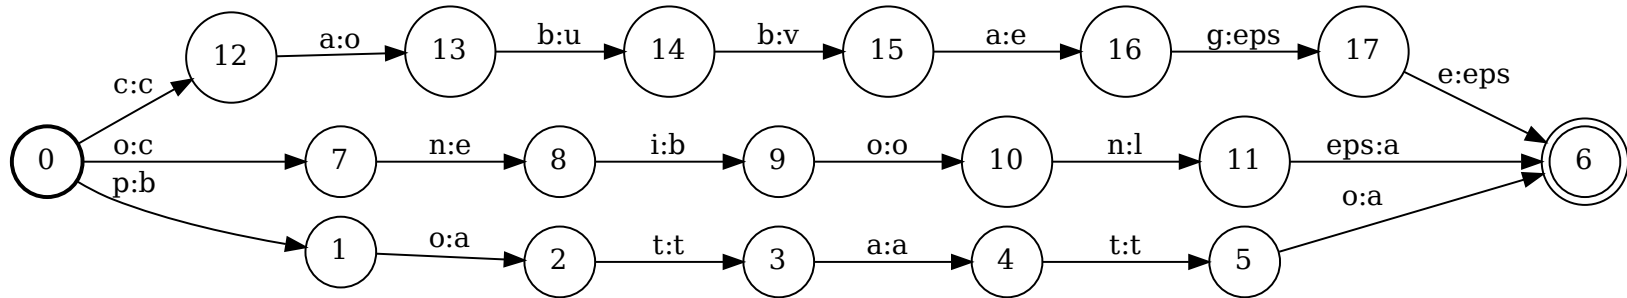 12 a:o 13 b:u 14 b:v 15 a:e 16 g:eps 17 e:eps
c:c
0 o:c 7 n:e 8 i:b 9 o:o 10 n:l 11 eps:a 6
p:b
1 o:a 2 t:t 3 a:a 4 t:t 5 o:a